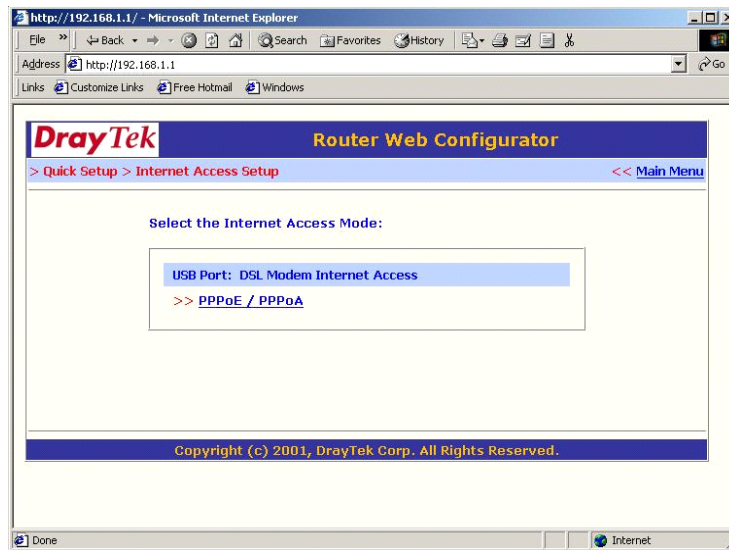 http://192.168.1.1/ - Microsoft Internet Explorer
File » Back Search Favorites History
Address http://192.168.1.1 Go
Links Customize Links Free Hotmail Windows
DrayTek Router Web Configurator
> Quick Setup > Internet Access Setup << Main Menu
Select the Internet Access Mode:
USB Port: DSL Modem Internet Access
>> PPPoE / PPPoA
Copyright (c) 2001, DrayTek Corp. All Rights Reserved.
Done Internet